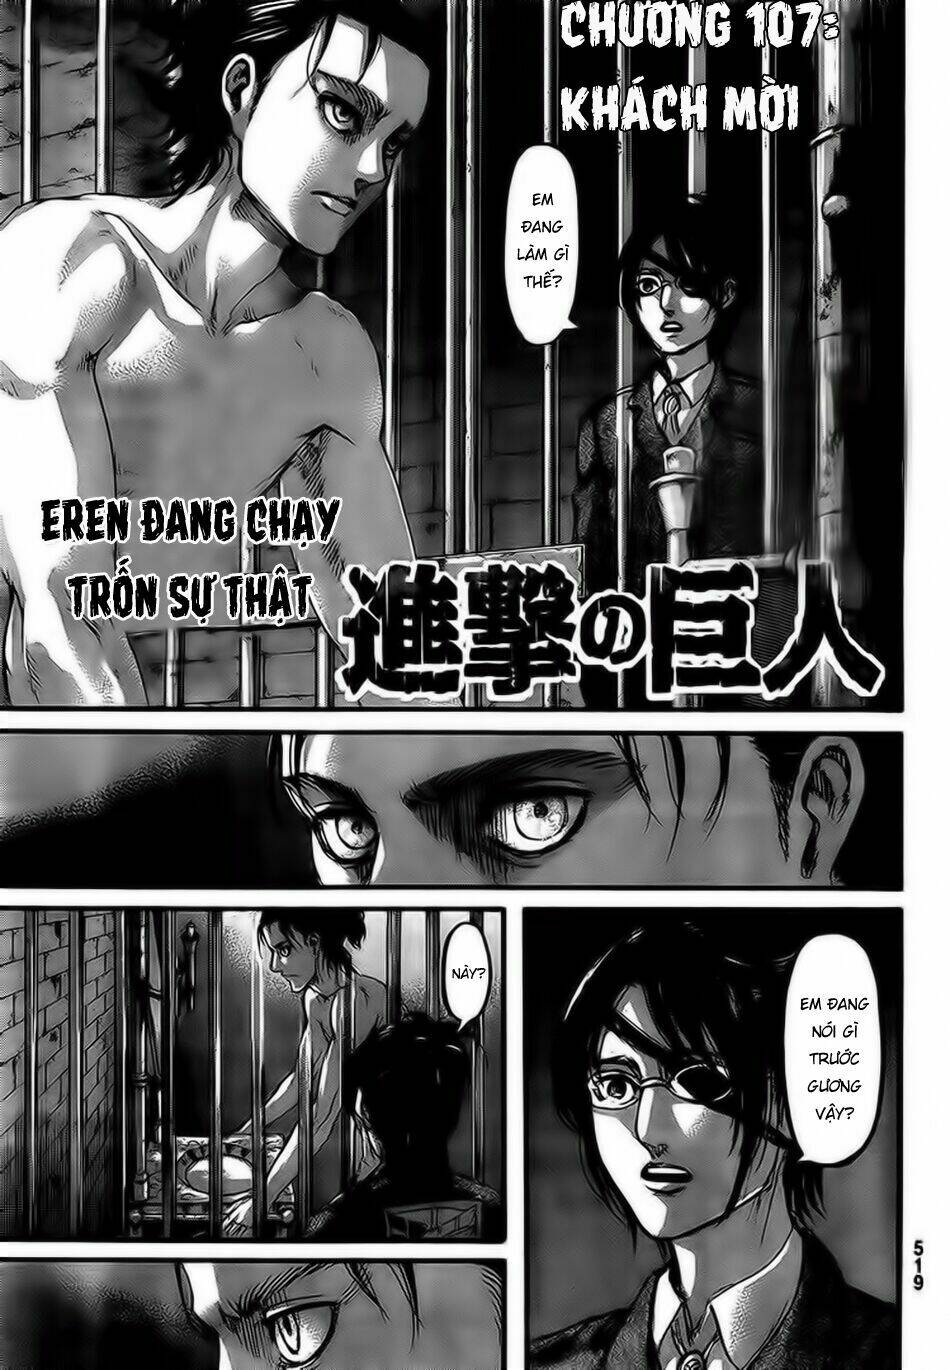 CHƯƠNG 107:
KHÁCH MỜI
EM
ĐANG
LÀM GÌ
THẾ?
EREN ĐANG CHẠY
TRỐN SỰ THẬT
進撃の巨人
NÀY?
EM ĐANG
NÓI GÌ
TRƯỚC
GƯƠNG
VẬY?
519